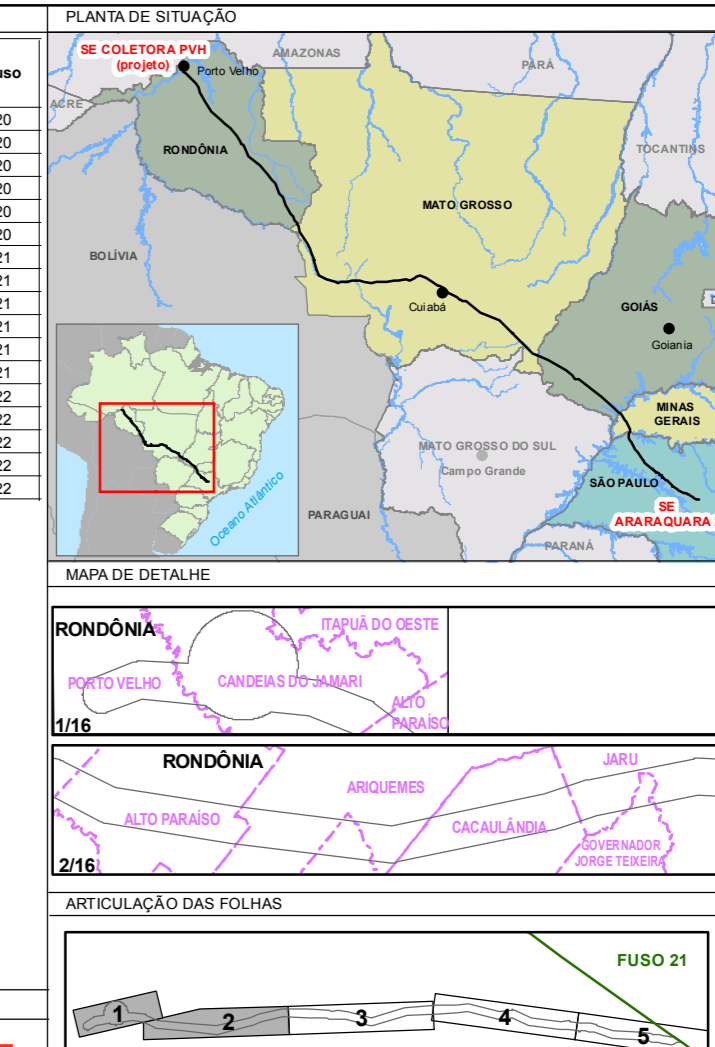 PLANTA DE SITUAÇÃO
uso
20
20
20
20
20
20
21
21
21
21
21
21
22
22
22
22
22
SE COLETORA PVH
(projeto)
Porto Velho
AMAZONAS
PARÁ
ACRE
RONDÔNIA
TOCANTINS
MATO GROSSO
BOLÍVIA
Cuiabá
GOIÁS
Goiania
MINAS
GERAIS
MATO GROSSO DO SUL
Campo Grande
SÃO PAULO
SE
ARARAQUARA
PARAGUAI
PARANÁ
Oceano Atlântico
MAPA DE DETALHE
RONDÔNIA
ITAPUÃ DO OESTE
PORTO VELHO
CANDEIAS DO JAMARI
ALTO
PARAÍSO
1/16
RONDÔNIA
JARU
ARIQUEMES
ALTO PARAÍSO
CACAULÂNDIA
GOVERNADOR
JORGE TEIXEIRA
2/16
ARTICULAÇÃO DAS FOLHAS
FUSO 21
1
2
3
4
5